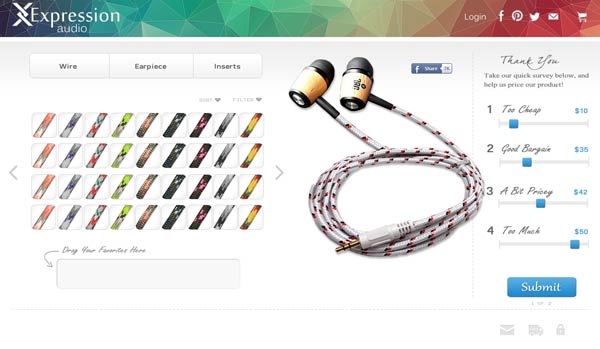 Expression
audio
Login
Wire
Earpiece
Inserts
SORT
FILTER
Share
Thank You
Take our quick survey below, and
help us price our product!
1 Too Cheap $10
2 Good Bargain $35
3 A Bit Pricey $42
4 Too Much $50
Drag Your Favorites Here
Submit
1 OF 2